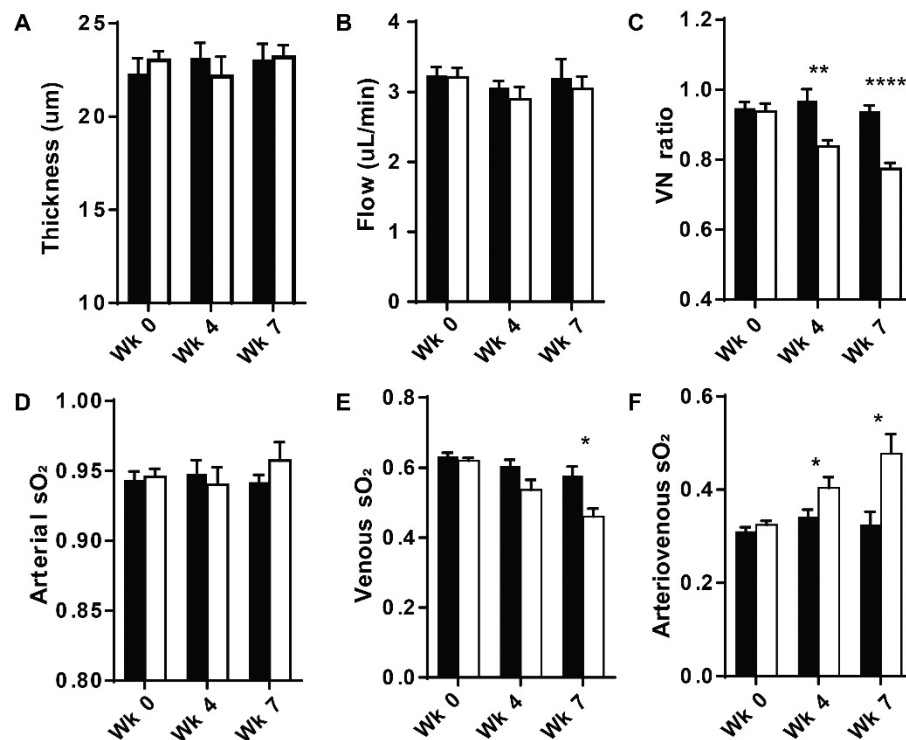 A
Thickness (um)
25
20
15
10
Wk 0
Wk 4
Wk 7
B
Flow (uL/min)
4
3
2
1
0
Wk 0
Wk 4
Wk 7
C
VN ratio
1.2
1.0
0.8
0.6
0.4
**
****
Wk 0
Wk 4
Wk 7
D
Arterial sO₂
1.00
0.95
0.90
0.85
0.80
Wk 0
Wk 4
Wk 7
E
Venous sO₂
0.8
0.6
0.4
0.2
0.0
*
Wk 0
Wk 4
Wk 7
F
Arteriovenous sO₂
0.6
0.4
0.2
0.0
*
*
Wk 0
Wk 4
Wk 7